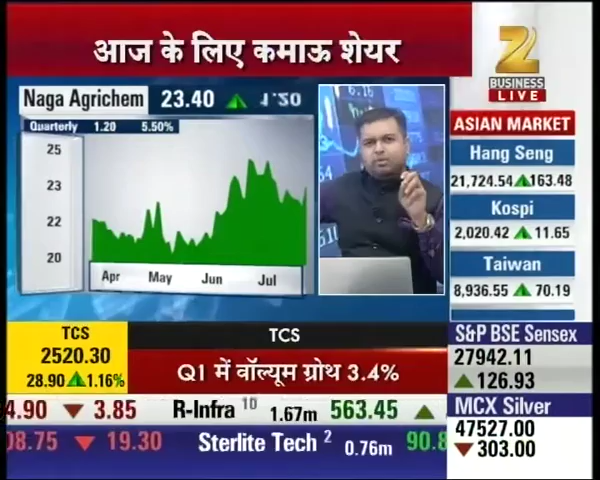 आज के लिए कमाऊ शेयर
Z
BUSINESS
LIVE
Naga Agrichem 23.40 1.20
Quarterly 1.20 5.50%
25
23
22
20
Apr May Jun Jul
ASIAN MARKET
Hang Seng
21,724.54 163.48
Kospi
2,020.42 11.65
Taiwan
8,936.55 70.19
TCS
2520.30
28.90 1.16%
TCS
Q1 में वॉल्यूम ग्रोथ 3.4%
S&P BSE Sensex
27942.11
126.93
4.90 3.85 R-Infra 10 1.67m 563.45
08.75 19.30 Sterlite Tech 2 0.76m 90.8
MCX Silver
47527.00
303.00